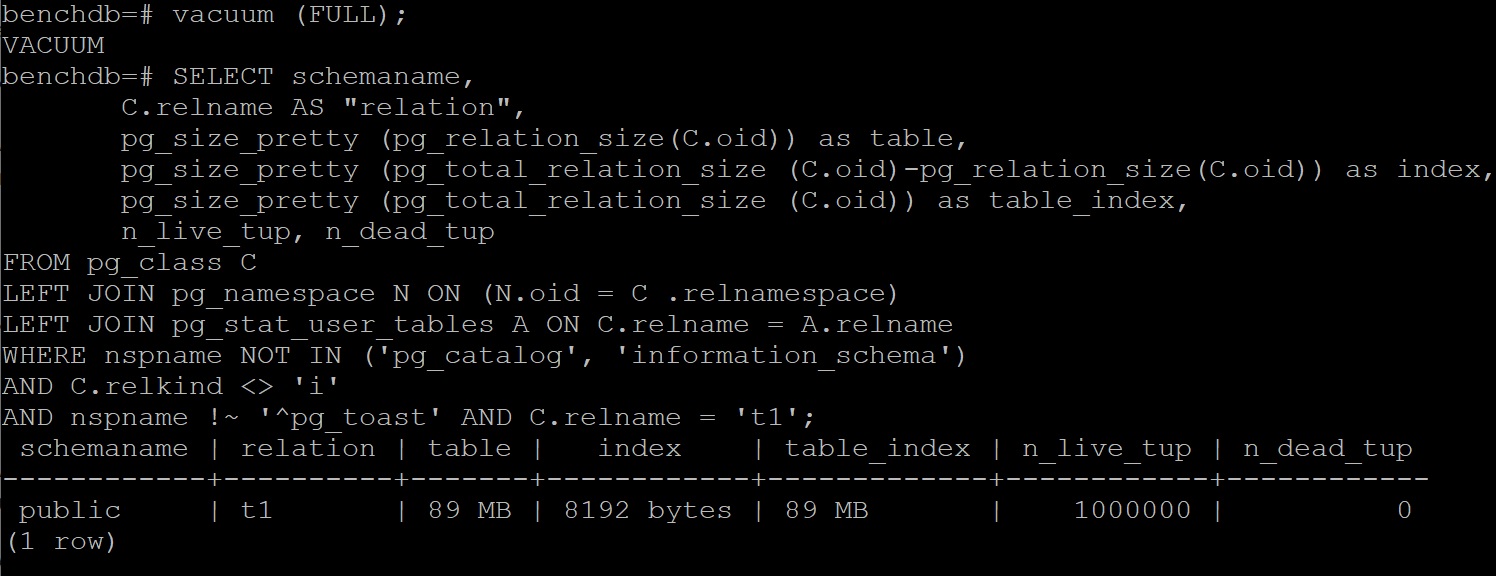 benchdb=# vacuum (FULL);
VACUUM
benchdb=# SELECT schemaname,
       C.relname AS "relation",
       pg_size_pretty (pg_relation_size(C.oid)) as table,
       pg_size_pretty (pg_total_relation_size (C.oid)-pg_relation_size(C.oid)) as index,
       pg_size_pretty (pg_total_relation_size (C.oid)) as table_index,
       n_live_tup, n_dead_tup
FROM pg_class C
LEFT JOIN pg_namespace N ON (N.oid = C .relnamespace)
LEFT JOIN pg_stat_user_tables A ON C.relname = A.relname
WHERE nspname NOT IN ('pg_catalog', 'information_schema')
AND C.relkind <> 'i'
AND nspname !~ '^pg_toast' AND C.relname = 't1';
 schemaname | relation | table |   index    | table_index | n_live_tup | n_dead_tup
------------+----------+-------+------------+-------------+------------+------------
 public     | t1       | 89 MB | 8192 bytes | 89 MB       |    1000000 |          0
(1 row)